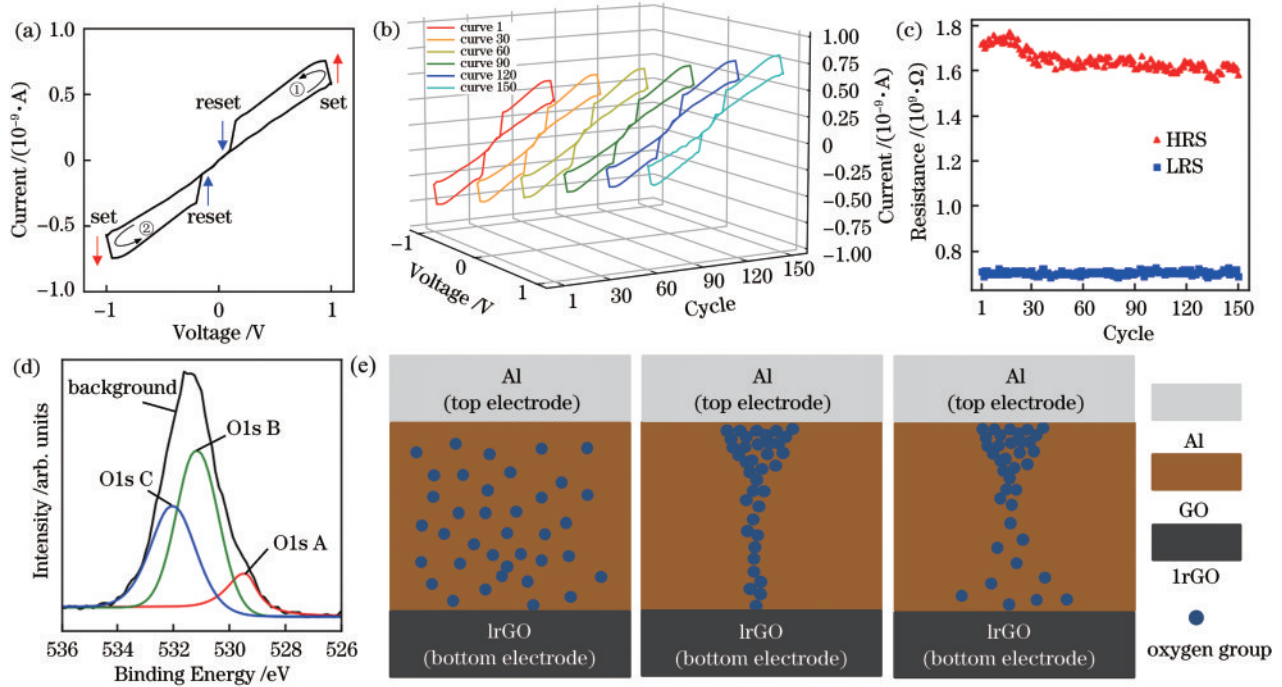 (a)
1.0
0.5
0
−0.5
−1.0
Current /(10⁻⁹·A)
−1
0
1
Voltage /V
reset
①
set
set
②
reset
(b)
curve 1
curve 30
curve 60
curve 90
curve 120
curve 150
1.00
0.75
0.50
0.25
0
−0.25
−0.50
−0.75
−1.00
Current /(10⁻⁹·A)
−1
0
1
Voltage /V
1
30
60
90
120
150
Cycle
(c)
1.8
1.6
1.4
1.2
1.0
0.8
Resistance /(10⁹·Ω)
HRS
LRS
1
30
60
90
120
150
Cycle
(d)
background
O1s B
O1s C
O1s A
Intensity /arb. units
536
534
532
530
528
526
Binding Energy /eV
(e)
Al
(top electrode)
lrGO
(bottom electrode)
Al
(top electrode)
lrGO
(bottom electrode)
Al
(top electrode)
lrGO
(bottom electrode)
Al
GO
lrGO
oxygen group